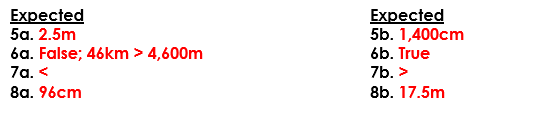 Expected
5a. 2.5m
6a. False; 46km > 4,600m
7a. <
8a. 96cm
Expected
5b. 1,400cm
6b. True
7b. >
8b. 17.5m